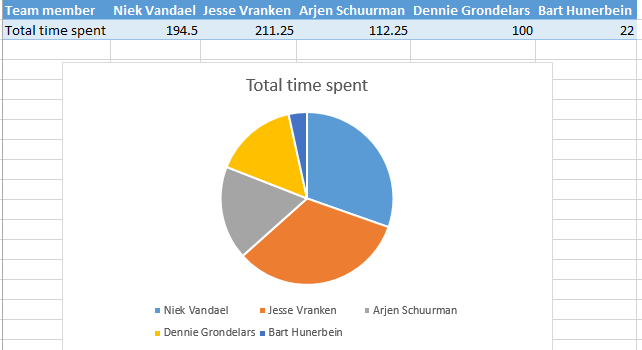 Team member Niek Vandael Jesse Vranken Arjen Schuurman Dennie Grondelars Bart Hunerbein
Total time spent 194.5 211.25 112.25 100 22
Total time spent
Niek Vandael Jesse Vranken Arjen Schuurman
Dennie Grondelars Bart Hunerbein